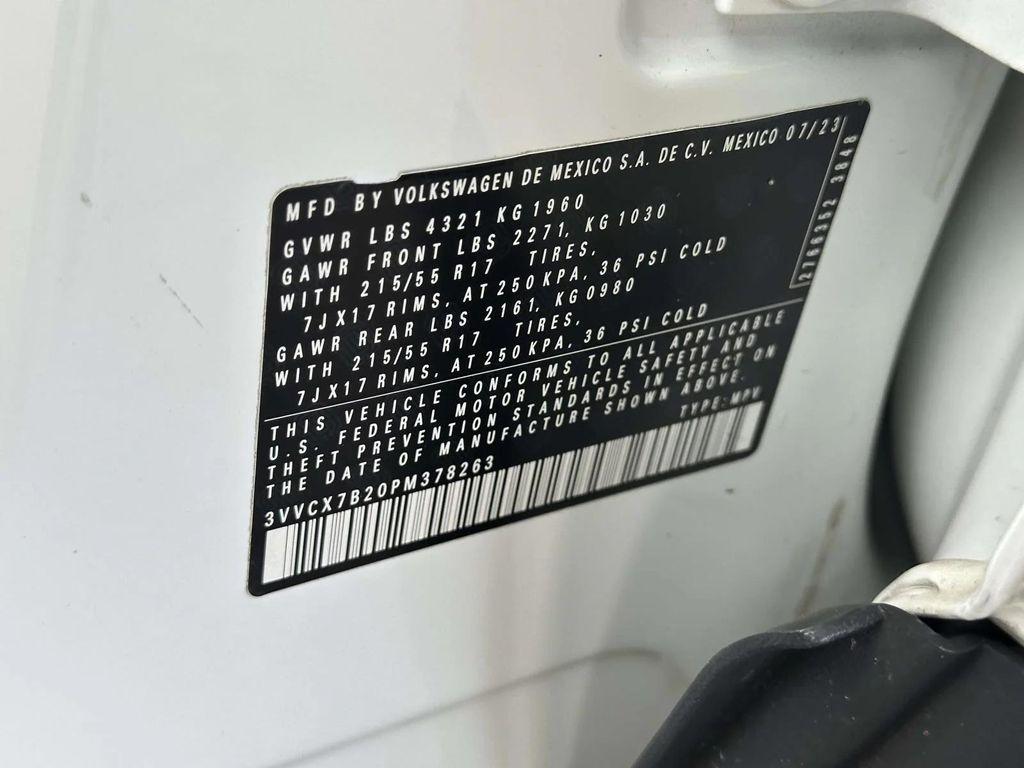 MFD BY VOLKSWAGEN DE MEXICO S.A. DE C.V. MEXICO 07/23
GVWR LBS 4321 KG 1960
GAWR FRONT LBS 2271, KG 1030
WITH 215/55 R17 TIRES,
7JX17 RIMS, AT 250 KPA, 36 PSI COLD
GAWR REAR LBS 2161, KG 0980
WITH 215/55 R17 TIRES,
7JX17 RIMS, AT 250 KPA, 36 PSI COLD
2766352 3848
THIS VEHICLE CONFORMS TO ALL APPLICABLE
U.S. FEDERAL MOTOR VEHICLE SAFETY AND
THEFT PREVENTION STANDARDS IN EFFECT ON
THE DATE OF MANUFACTURE SHOWN ABOVE.
3VVCX7B20PM378263 TYPE: MPV